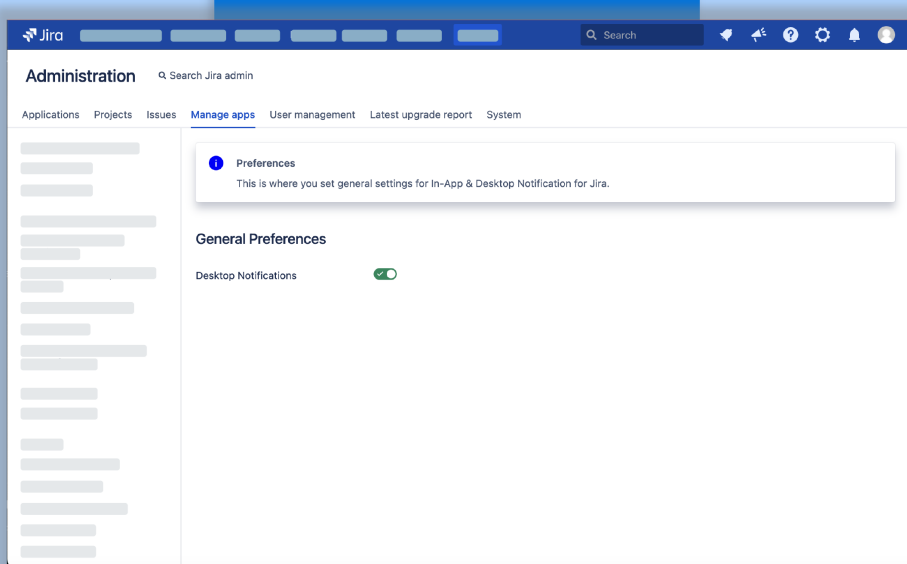 Jira
Search
Administration
Search Jira admin
Applications Projects Issues Manage apps User management Latest upgrade report System
Preferences
This is where you set general settings for In-App & Desktop Notification for Jira.
General Preferences
Desktop Notifications